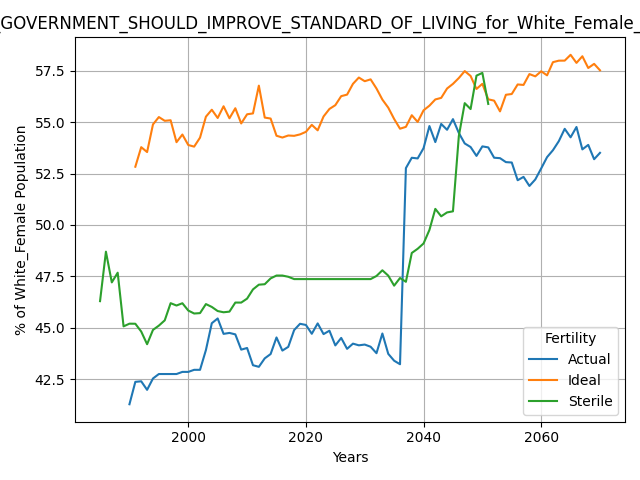 _GOVERNMENT_SHOULD_IMPROVE_STANDARD_OF_LIVING_for_White_Female_
57.5
55.0
52.5
50.0
47.5
45.0
42.5
% of White_Female Population
2000
2020
2040
2060
Years
Fertility
Actual
Ideal
Sterile